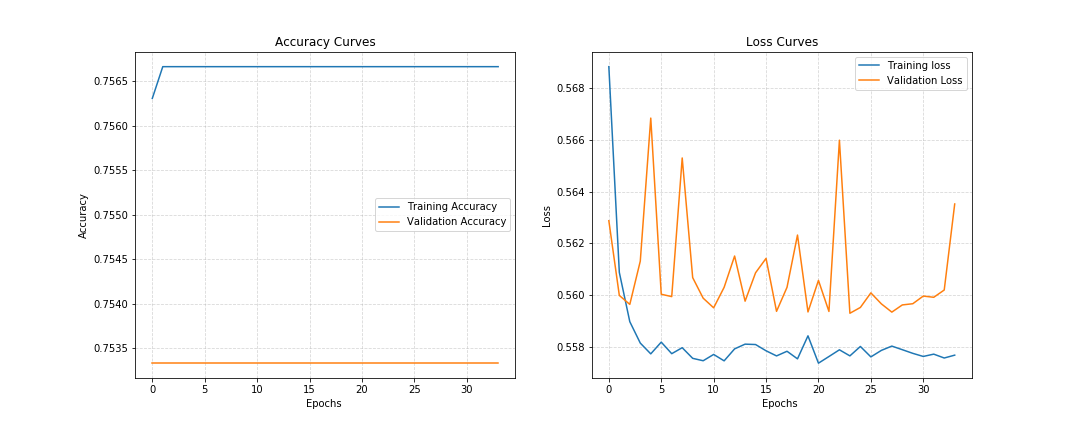 Accuracy Curves
0.7565
0.7560
0.7555
0.7550
0.7545
0.7540
0.7535
Accuracy
0 5 10 15 20 25 30
Epochs
Training Accuracy
Validation Accuracy
Loss Curves
0.568
0.566
0.564
0.562
0.560
0.558
Loss
0 5 10 15 20 25 30
Epochs
Training loss
Validation Loss